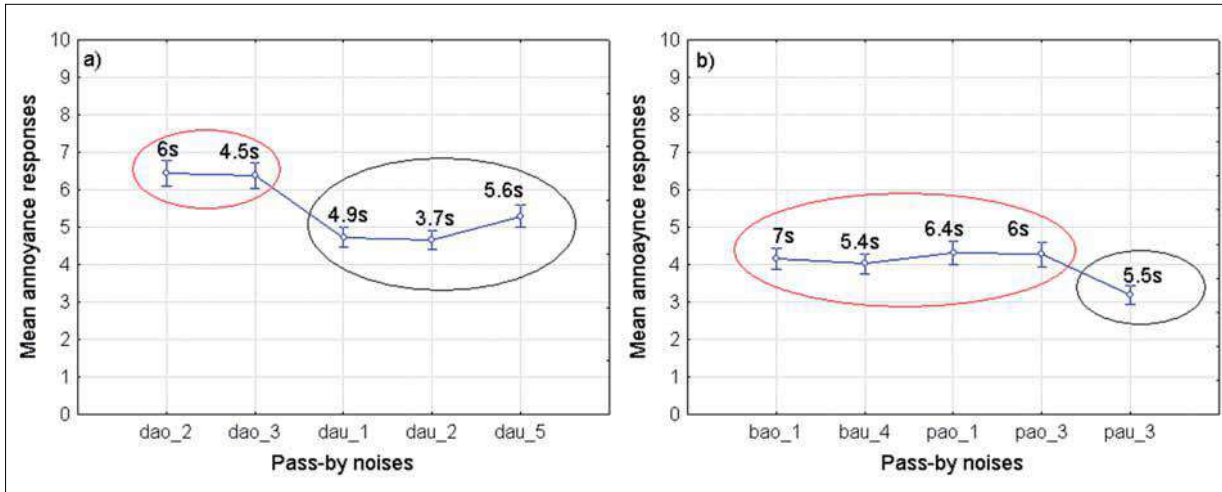 a)
10
9
8
7
6
5
4
3
2
1
0
Mean annoyance responses
6s
4.5s
4.9s
3.7s
5.6s
dao_2 dao_3 dau_1 dau_2 dau_5
Pass-by noises
b)
10
9
8
7
6
5
4
3
2
1
0
Mean annoaynce responses
7s
5.4s
6.4s
6s
5.5s
bao_1 bau_4 pao_1 pao_3 pau_3
Pass-by noises